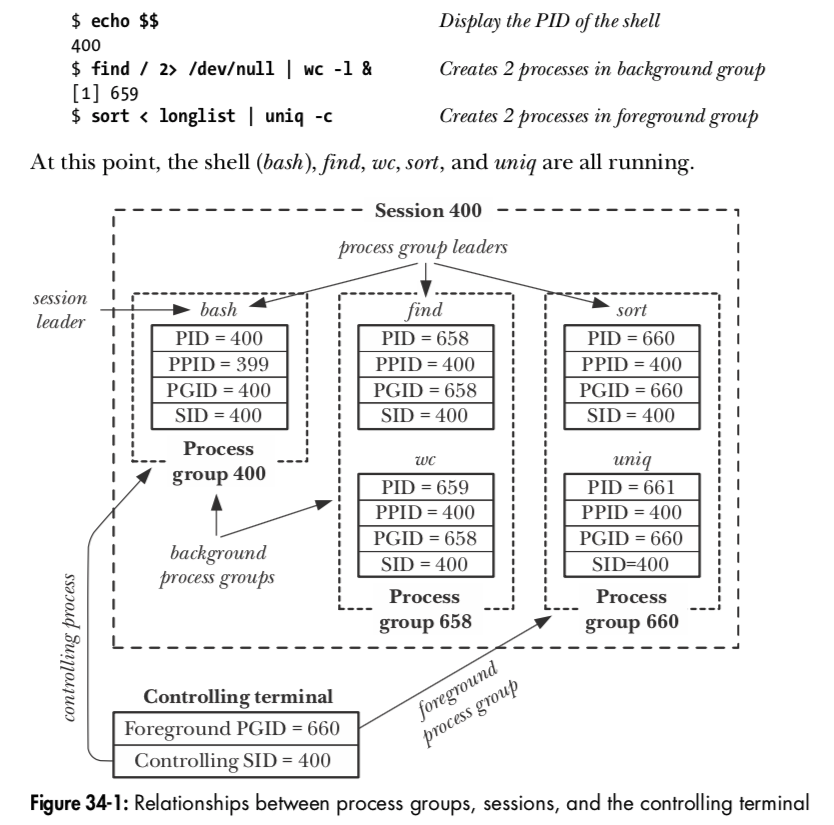 $ echo $$ Display the PID of the shell
400
$ find / 2> /dev/null | wc -l & Creates 2 processes in background group
[1] 659
$ sort < longlist | uniq -c Creates 2 processes in foreground group
At this point, the shell (bash), find, wc, sort, and uniq are all running.
Session 400
process group leaders
session
leader
bash
PID = 400
PPID = 399
PGID = 400
SID = 400
Process
group 400
find
PID = 658
PPID = 400
PGID = 658
SID = 400
wc
PID = 659
PPID = 400
PGID = 658
SID = 400
Process
group 658
sort
PID = 660
PPID = 400
PGID = 660
SID = 400
uniq
PID = 661
PPID = 400
PGID = 660
SID=400
Process
group 660
background
process groups
controlling process
foreground
process group
Controlling terminal
Foreground PGID = 660
Controlling SID = 400
Figure 34-1: Relationships between process groups, sessions, and the controlling terminal